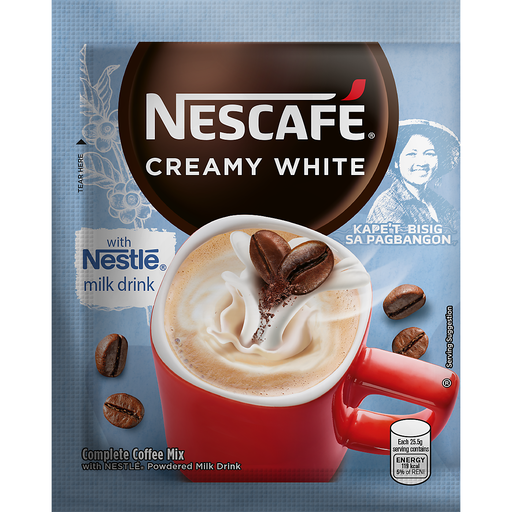 NESCAFÉ®
CREAMY WHITE
TEAR HERE
KAPE'T BISIG
SA PAGBANGON
with
Nestlé®
milk drink
® Serving Suggestion
Complete Coffee Mix
with NESTLÉ® Powdered Milk Drink
Each 25.5g
serving contains
ENERGY
119 kcal
5% of RENI